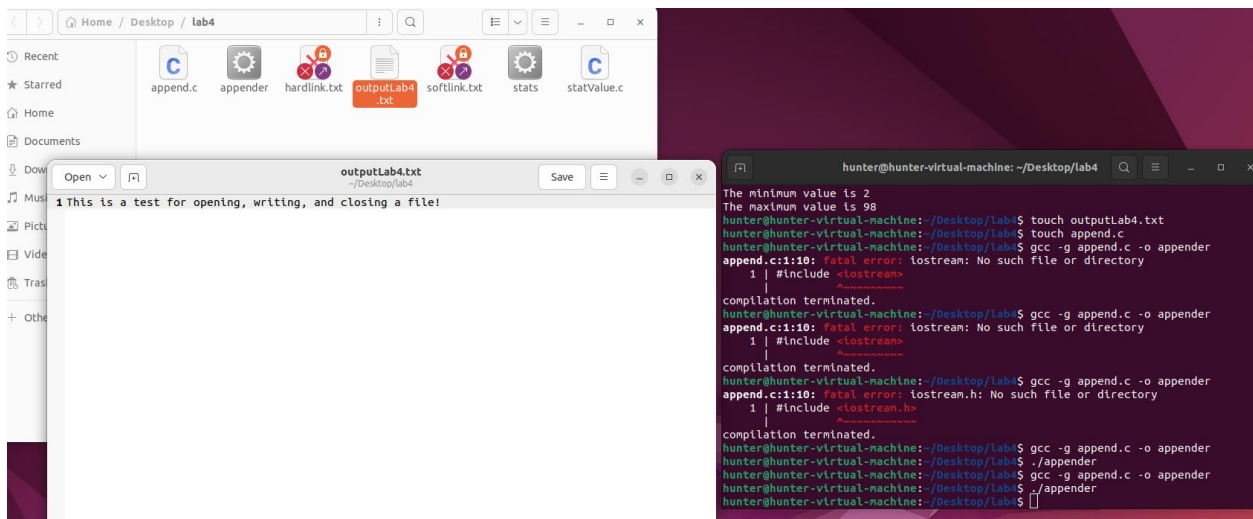 Home / Desktop / lab4
Recent
Starred
Home
Documents
Dow
Musi
Pictu
Vide
Tras
+ Othe
append.c
appender
hardlink.txt
outputLab4
.txt
softlink.txt
stats
statValue.c
Open
outputLab4.txt
~/Desktop/lab4
Save
1 This is a test for opening, writing, and closing a file!
hunter@hunter-virtual-machine: ~/Desktop/lab4
The minimum value is 2
The maximum value is 98
hunter@hunter-virtual-machine:~/Desktop/lab4$ touch outputLab4.txt
hunter@hunter-virtual-machine:~/Desktop/lab4$ touch append.c
hunter@hunter-virtual-machine:~/Desktop/lab4$ gcc -g append.c -o appender
append.c:1:10: fatal error: iostream: No such file or directory
1 | #include <iostream>
| ^~~~~~~~~~
compilation terminated.
hunter@hunter-virtual-machine:~/Desktop/lab4$ gcc -g append.c -o appender
append.c:1:10: fatal error: iostream: No such file or directory
1 | #include <iostream>
| ^~~~~~~~~~
compilation terminated.
hunter@hunter-virtual-machine:~/Desktop/lab4$ gcc -g append.c -o appender
append.c:1:10: fatal error: iostream.h: No such file or directory
1 | #include <iostream.h>
| ^~~~~~~~~~~~
compilation terminated.
hunter@hunter-virtual-machine:~/Desktop/lab4$ gcc -g append.c -o appender
hunter@hunter-virtual-machine:~/Desktop/lab4$ ./appender
hunter@hunter-virtual-machine:~/Desktop/lab4$ gcc -g append.c -o appender
hunter@hunter-virtual-machine:~/Desktop/lab4$ ./appender
hunter@hunter-virtual-machine:~/Desktop/lab4$